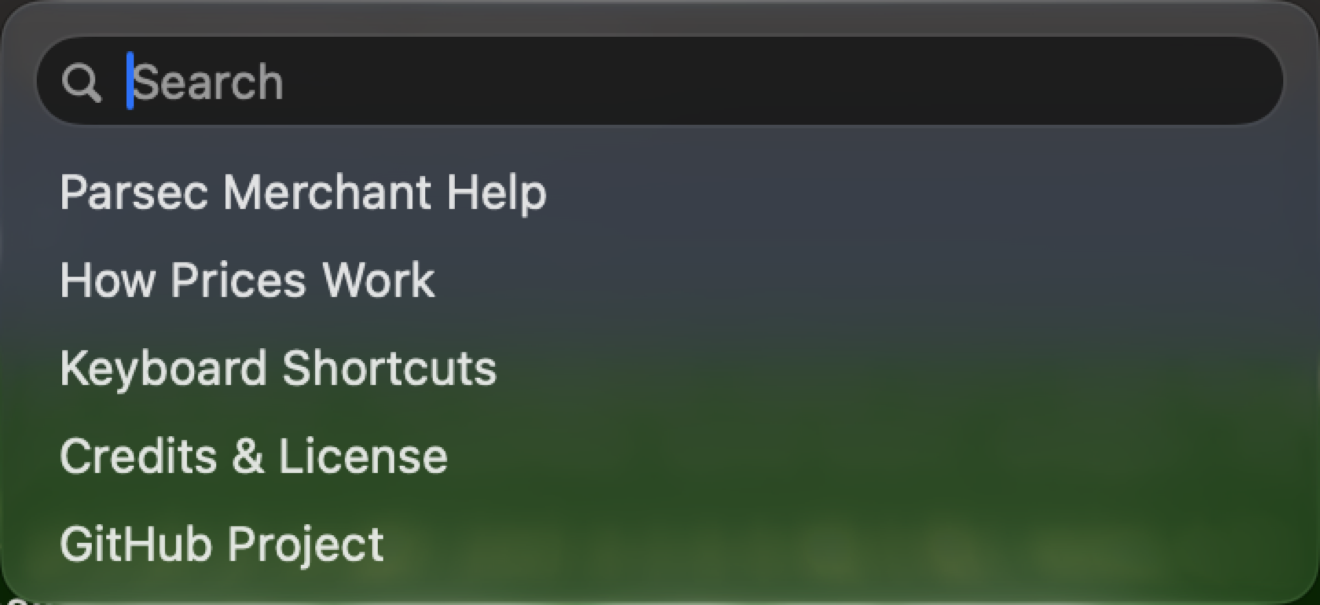 Search
Parsec Merchant Help
How Prices Work
Keyboard Shortcuts
Credits & License
GitHub Project